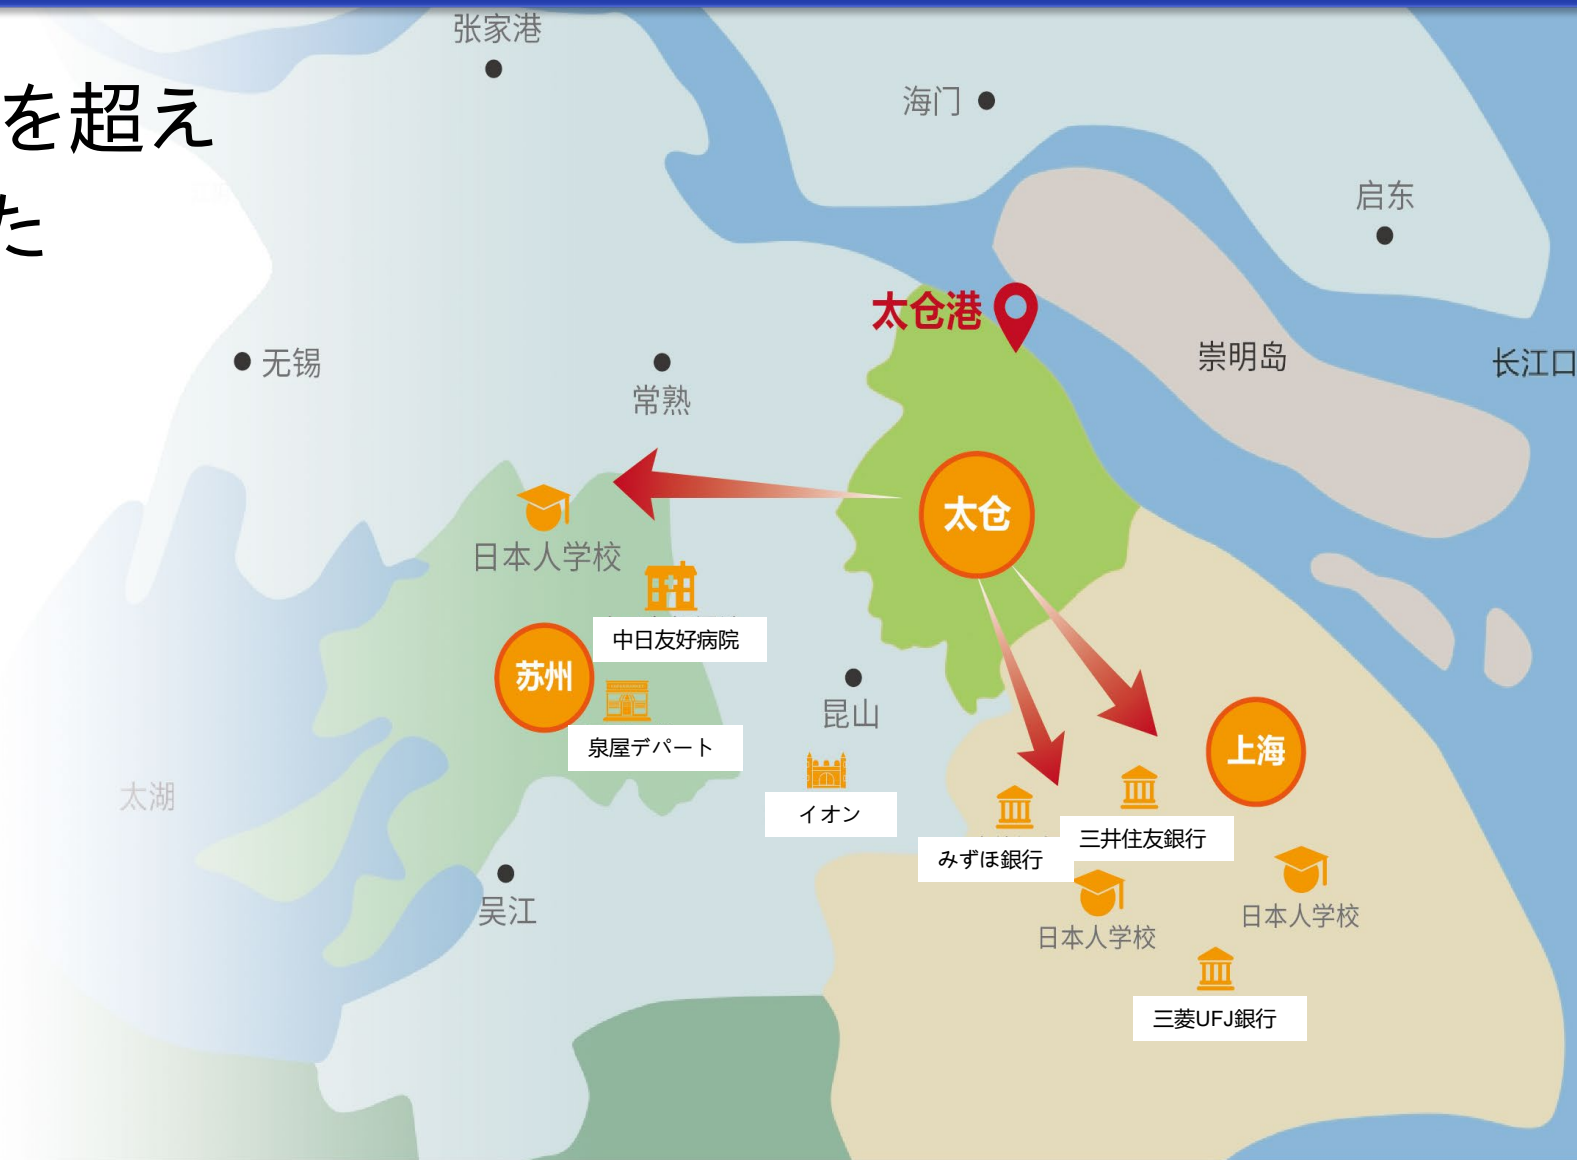 张家港
海门
を超え
た
启东
太仓港
无锡
常熟
崇明岛
长江口
太仓
日本人学校
中日友好病院
苏州
泉屋デパート
昆山
上海
太湖
イオン
三井住友銀行
みずほ銀行
吴江
日本人学校
日本人学校
三菱UFJ銀行